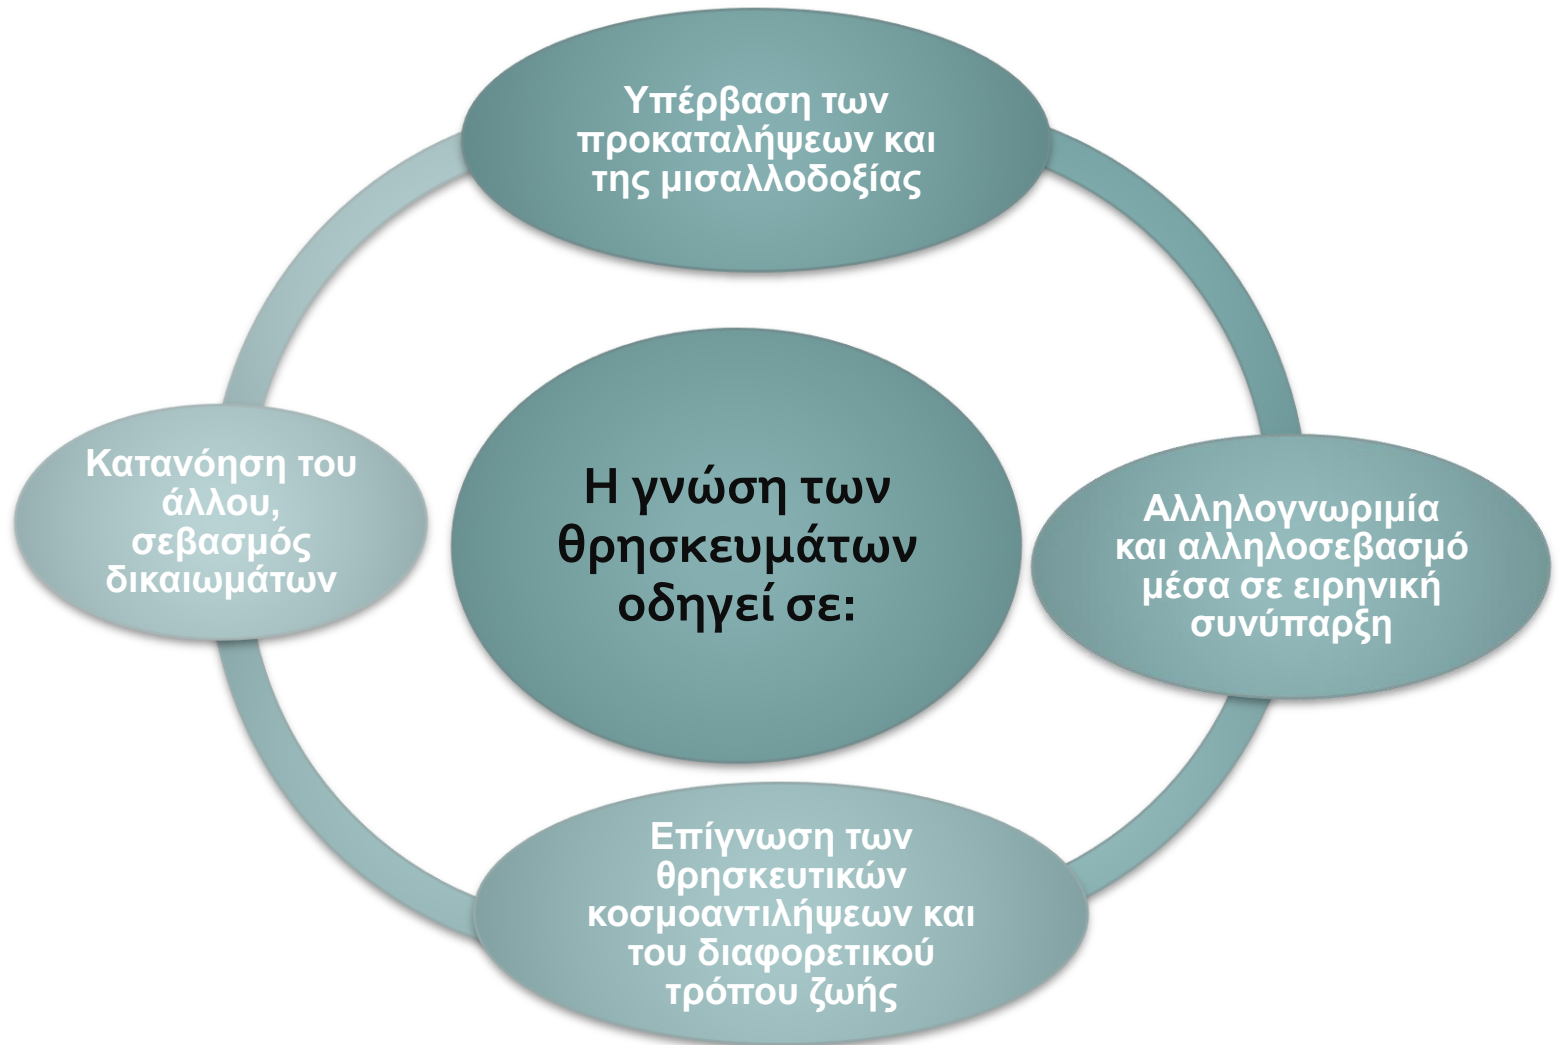 Υπέρβαση των
προκαταλήψεων και
της μισαλλοδοξίας
Κατανόηση του
άλλου,
σεβασμός
δικαιωμάτων
Η γνώση των
θρησκευμάτων
οδηγεί σε:
Αλληλογνωριμία
και αλληλοσεβασμό
μέσα σε ειρηνική
συνύπαρξη
Επίγνωση των
θρησκευτικών
κοσμοαντιλήψεων και
του διαφορετικού
τρόπου ζωής